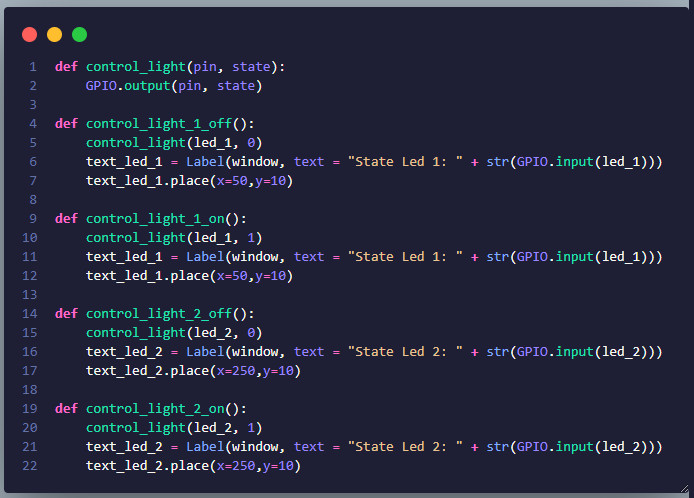 1 def control_light(pin, state):
2     GPIO.output(pin, state)
3
4 def control_light_1_off():
5     control_light(led_1, 0)
6     text_led_1 = Label(window, text = "State Led 1: " + str(GPIO.input(led_1)))
7     text_led_1.place(x=50,y=10)
8
9 def control_light_1_on():
10     control_light(led_1, 1)
11     text_led_1 = Label(window, text = "State Led 1: " + str(GPIO.input(led_1)))
12     text_led_1.place(x=50,y=10)
13
14 def control_light_2_off():
15     control_light(led_2, 0)
16     text_led_2 = Label(window, text = "State Led 2: " + str(GPIO.input(led_2)))
17     text_led_2.place(x=250,y=10)
18
19 def control_light_2_on():
20     control_light(led_2, 1)
21     text_led_2 = Label(window, text = "State Led 2: " + str(GPIO.input(led_2)))
22     text_led_2.place(x=250,y=10)